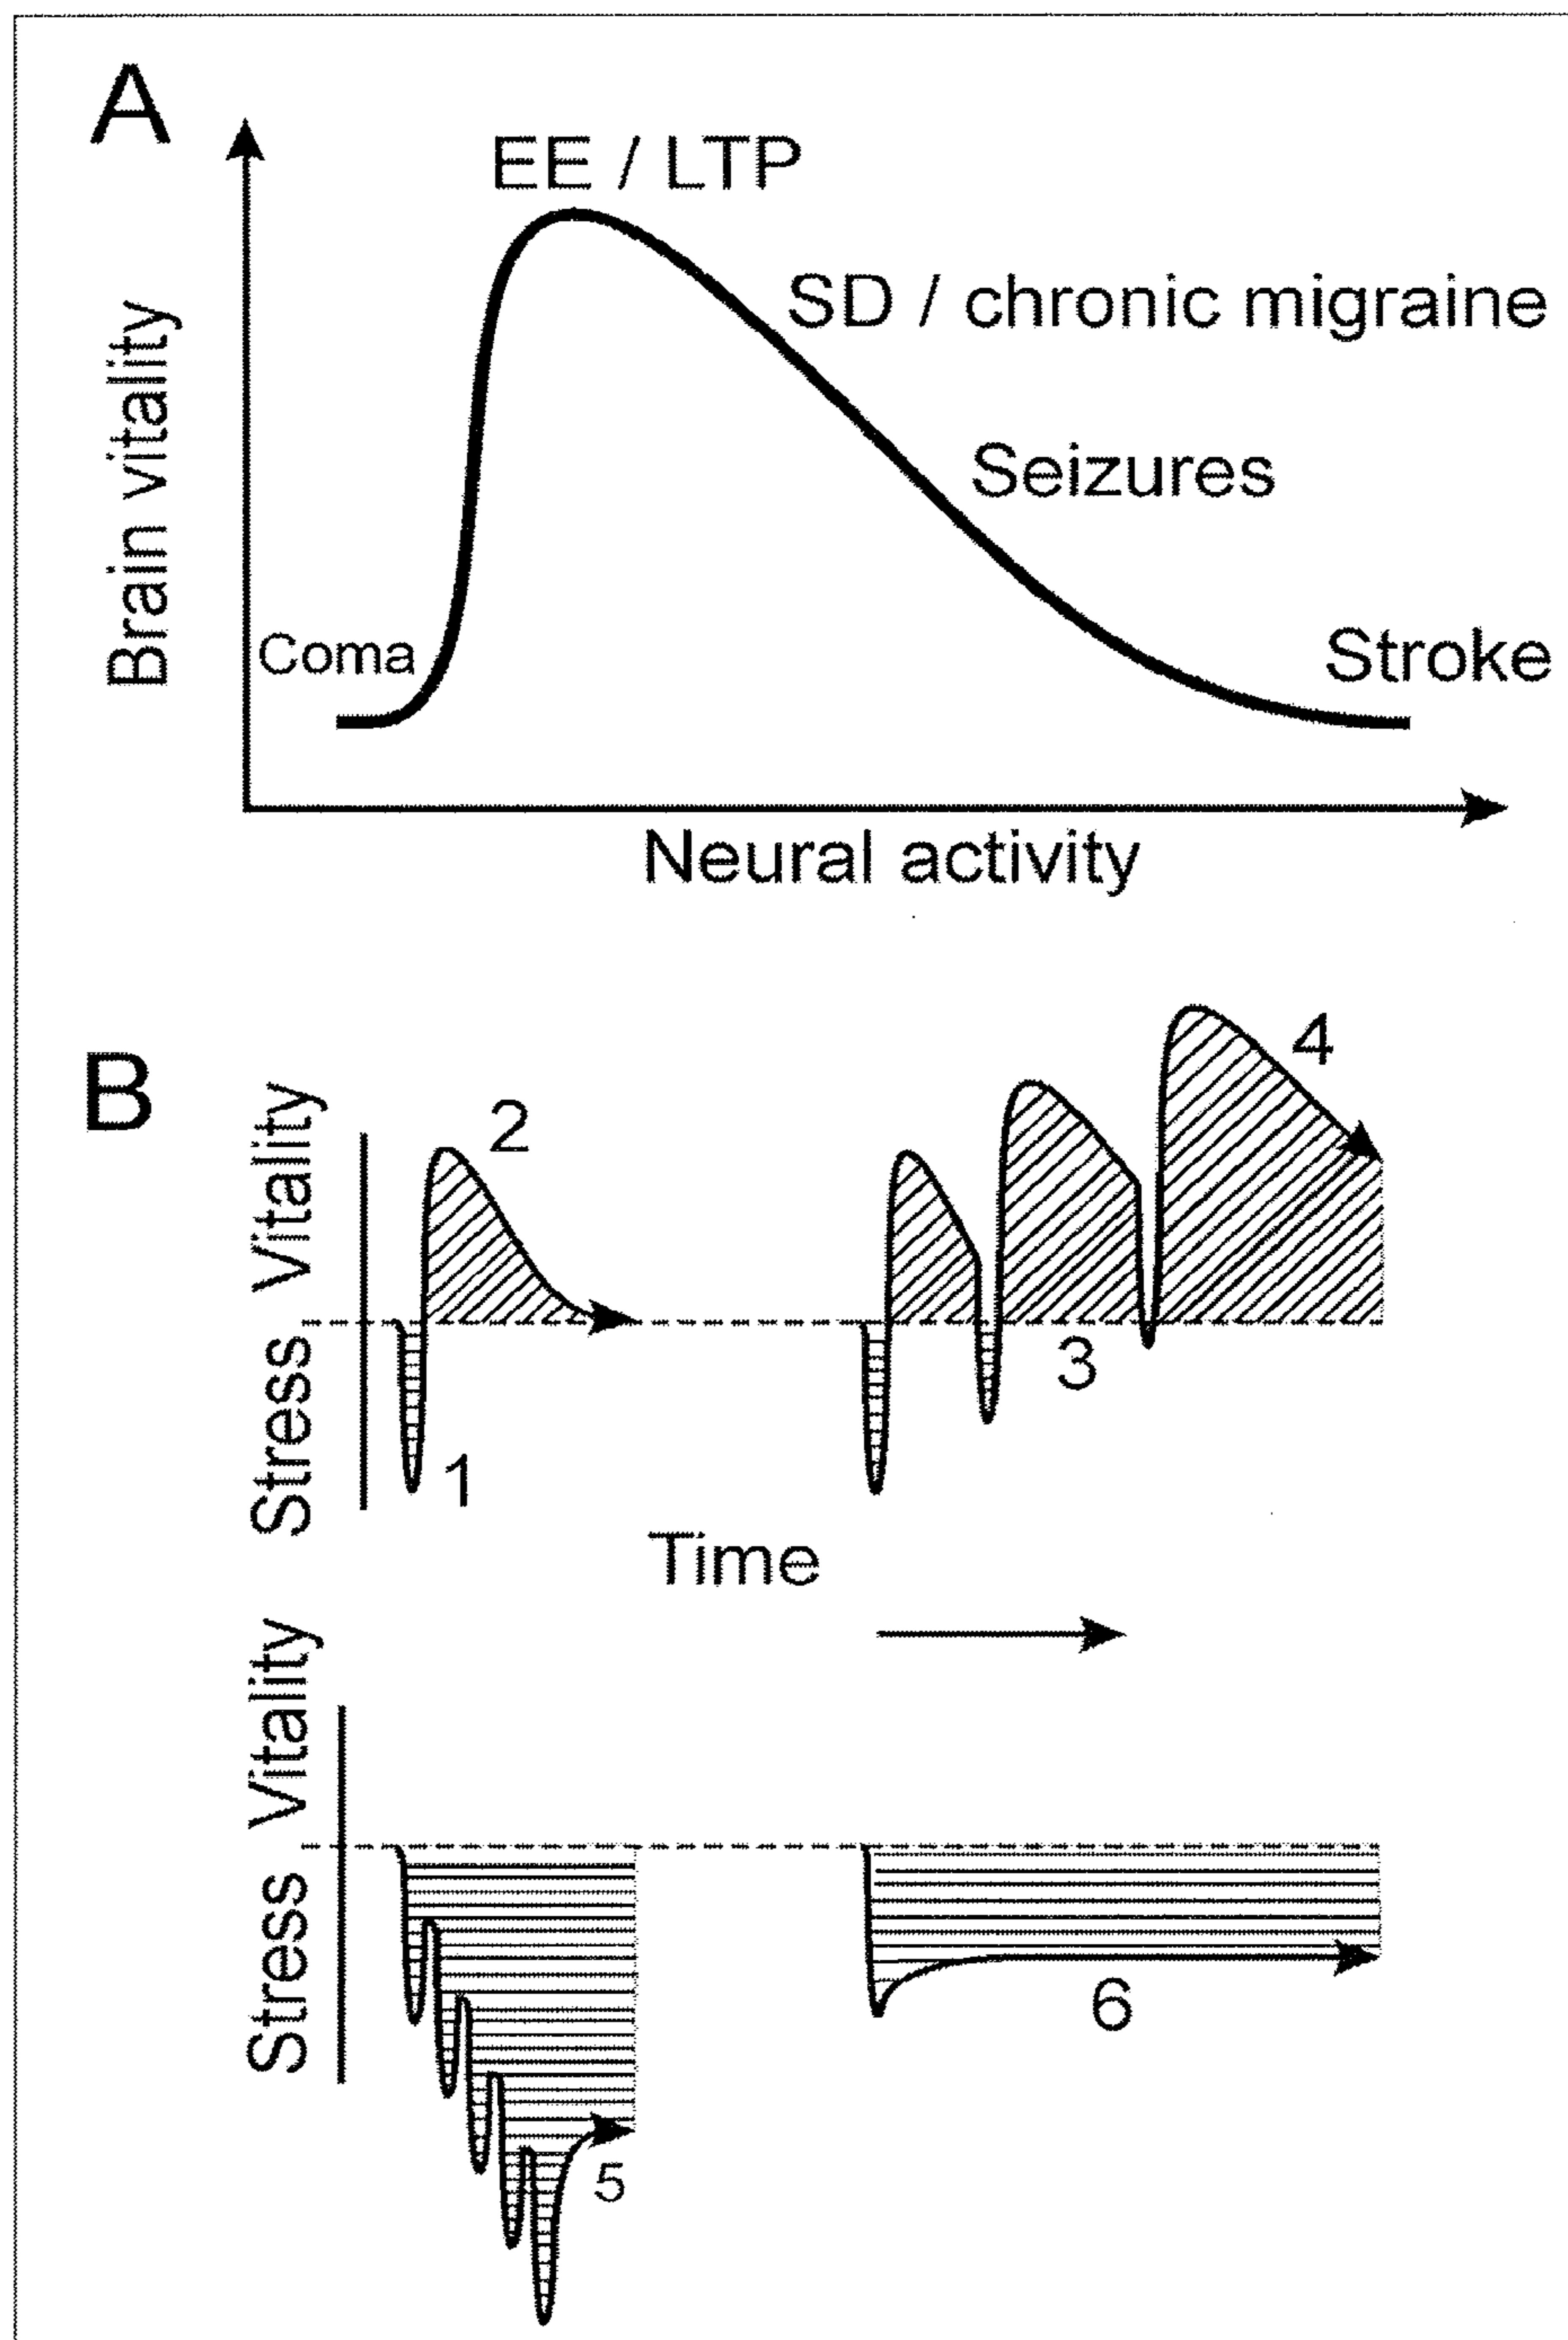 A
EE / LTP
SD / chronic migraine
Seizures
Brain vitality
Coma
Stroke
Neural activity
B
Vitality
Stress
1
2
3
4
Time
Vitality
Stress
5
6